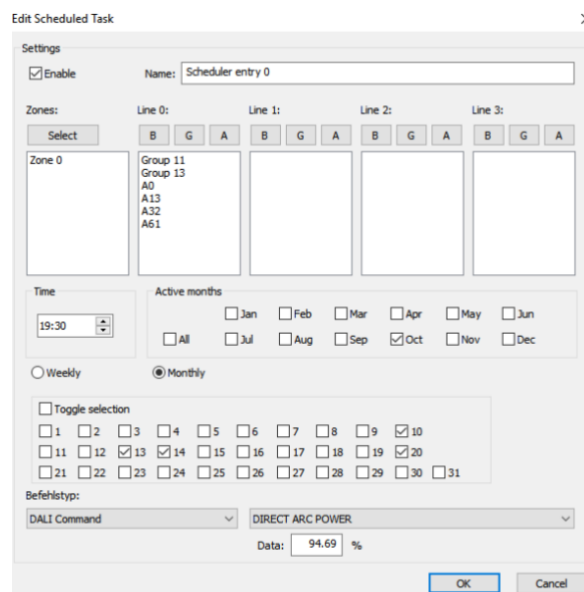 Edit Scheduled Task
Settings
Enable Name: Scheduler entry 0
Zones: Line 0: Line 1: Line 2: Line 3:
Select B G A B G A B G A B G A
Zone 0 Group 11
Group 13
A0
A13
A32
A61
Time Active months
Jan Feb Mar Apr May Jun
19:30
All Jul Aug Sep Oct Nov Dec
Weekly Monthly
Toggle selection
1 2 3 4 5 6 7 8 9 10
11 12 13 14 15 16 17 18 19 20
21 22 23 24 25 26 27 28 29 30 31
Befehlstyp:
DALI Command DIRECT ARC POWER
Data: 94.69 %
OK Cancel